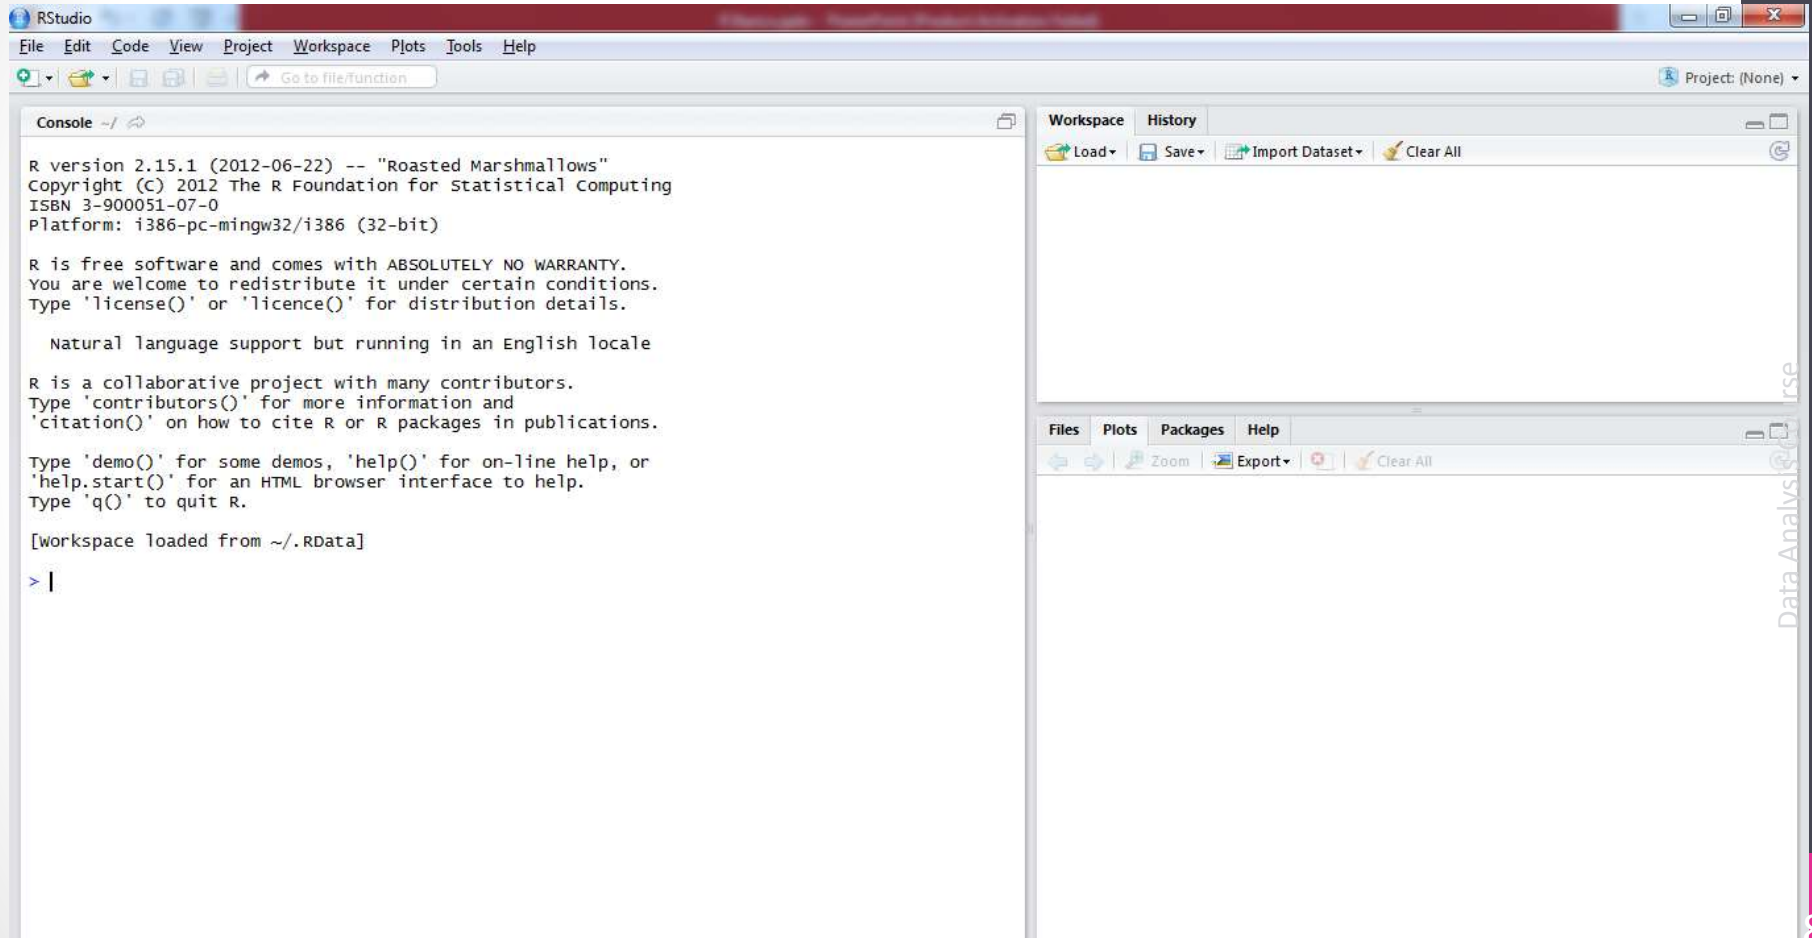 RStudio
File Edit Code View Project Workspace Plots Tools Help
Go to file/function
Project: (None)
Console ~/
R version 2.15.1 (2012-06-22) -- "Roasted Marshmallows"
Copyright (C) 2012 The R Foundation for Statistical Computing
ISBN 3-900051-07-0
Platform: i386-pc-mingw32/i386 (32-bit)
R is free software and comes with ABSOLUTELY NO WARRANTY.
You are welcome to redistribute it under certain conditions.
Type 'license()' or 'licence()' for distribution details.
Natural language support but running in an English locale
R is a collaborative project with many contributors.
Type 'contributors()' for more information and
'citation()' on how to cite R or R packages in publications.
Type 'demo()' for some demos, 'help()' for on-line help, or
'help.start()' for an HTML browser interface to help.
Type 'q()' to quit R.
[Workspace loaded from ~/.RData]
>
Workspace History
Load Save Import Dataset Clear All
Files Plots Packages Help
Zoom Export Clear All
Data Analysis